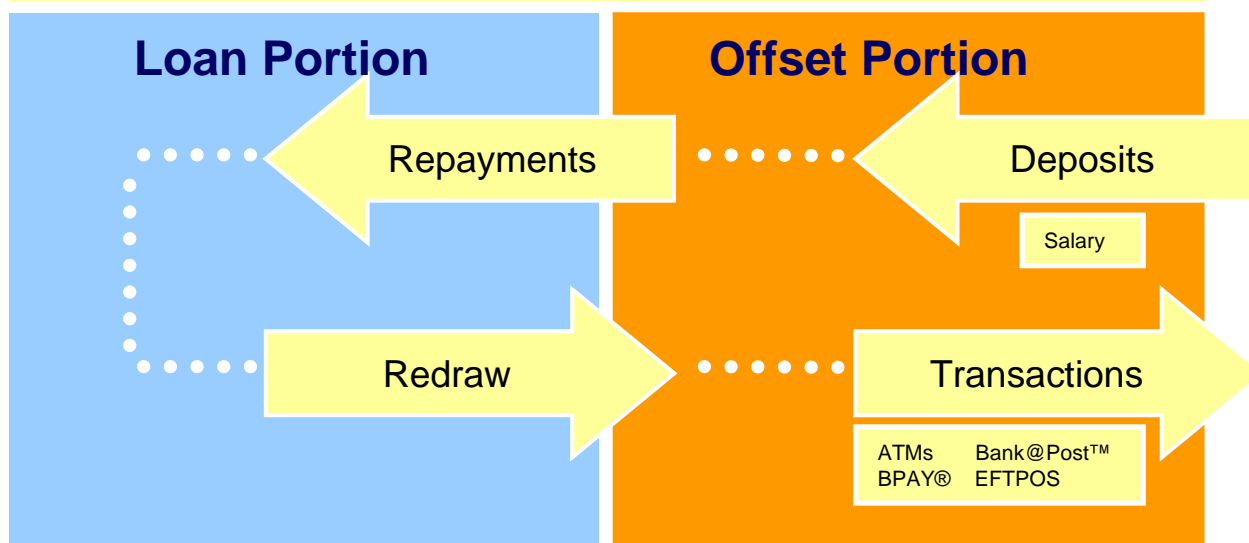 Loan Portion
Offset Portion
Repayments
Deposits
Salary
Redraw
Transactions
ATMs Bank@Post™
BPAY® EFTPOS